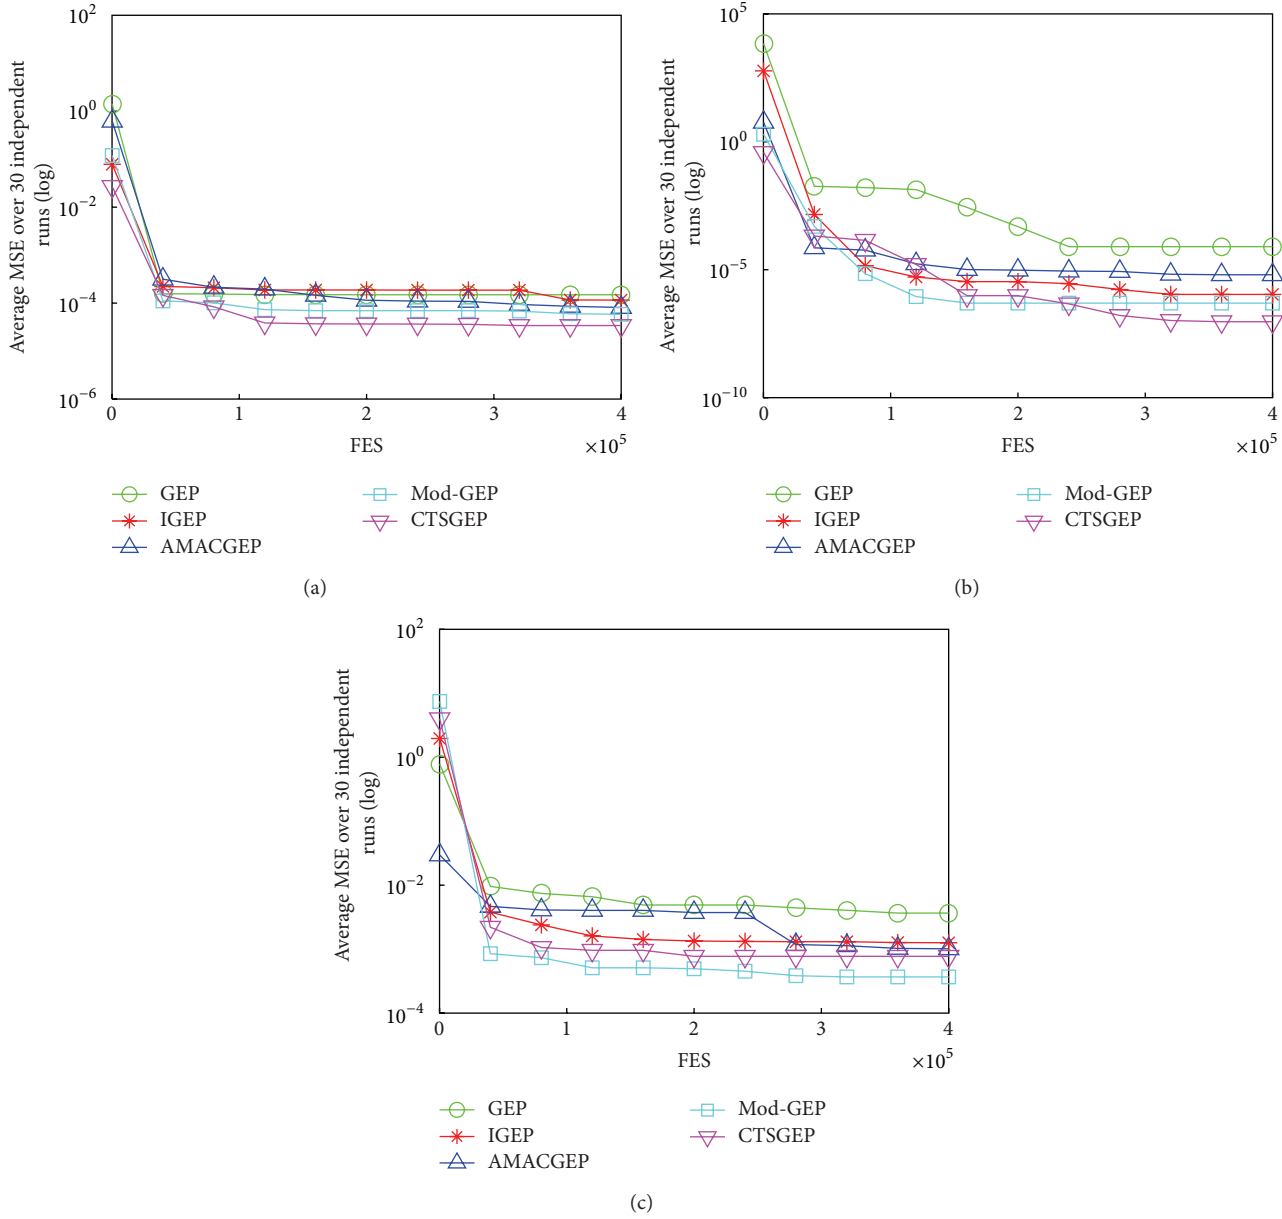 Average MSE over 30 independent
runs (log)
10^2
10^0
10^−2
10^−4
10^−6
0 1 2 3 4
FES ×10^5
GEP
IGEP
AMACGEP
Mod-GEP
CTSGEP
(a)
Average MSE over 30 independent
runs (log)
10^5
10^0
10^−5
10^−10
0 1 2 3 4
FES ×10^5
GEP
IGEP
AMACGEP
Mod-GEP
CTSGEP
(b)
Average MSE over 30 independent
runs (log)
10^2
10^0
10^−2
10^−4
0 1 2 3 4
FES ×10^5
GEP
IGEP
AMACGEP
Mod-GEP
CTSGEP
(c)